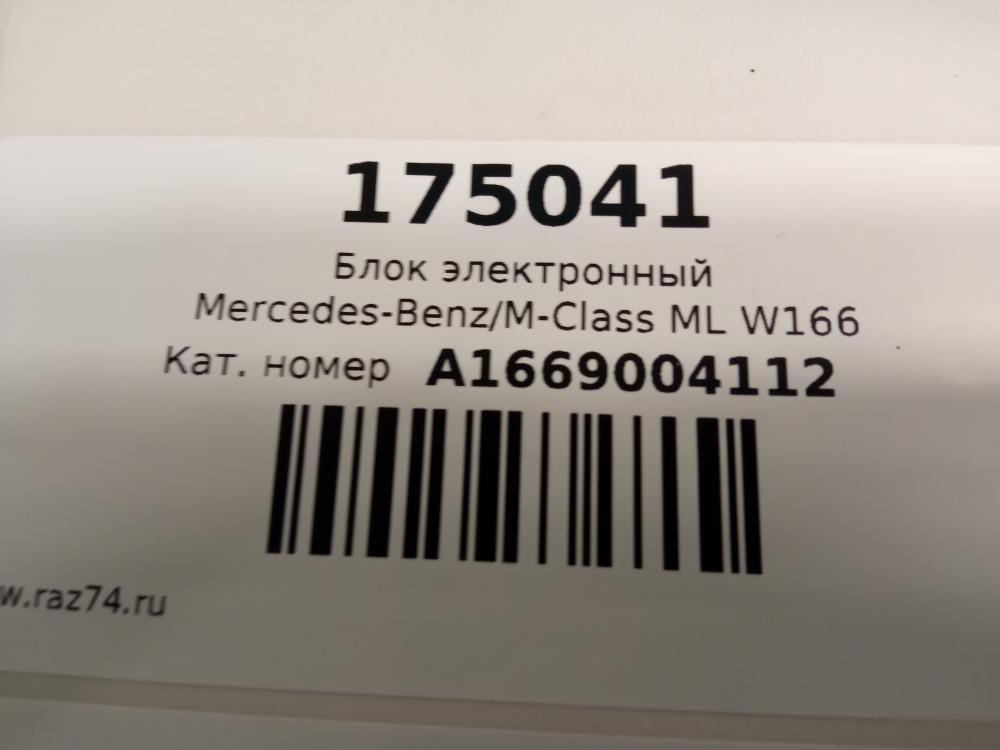 175041
Блок электронный
Mercedes-Benz/M-Class ML W166
Кат. номер A1669004112
w.raz74.ru